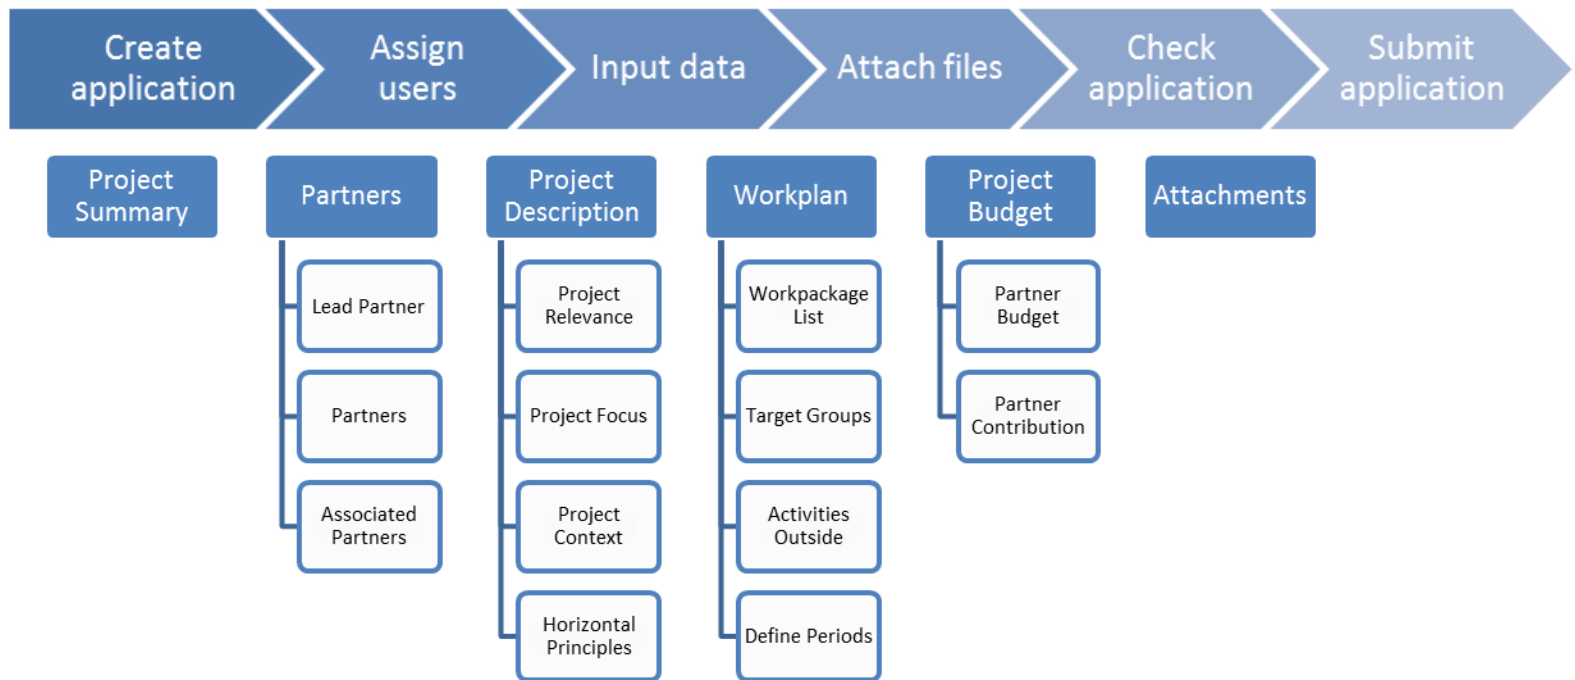 Create
application
Assign
users
Input data
Attach files
Check
application
Submit
application
Project
Summary
Partners
Lead Partner
Partners
Associated
Partners
Project
Description
Project
Relevance
Project Focus
Project
Context
Horizontal
Principles
Workplan
Workpackage
List
Target Groups
Activities
Outside
Define Periods
Project
Budget
Partner
Budget
Partner
Contribution
Attachments